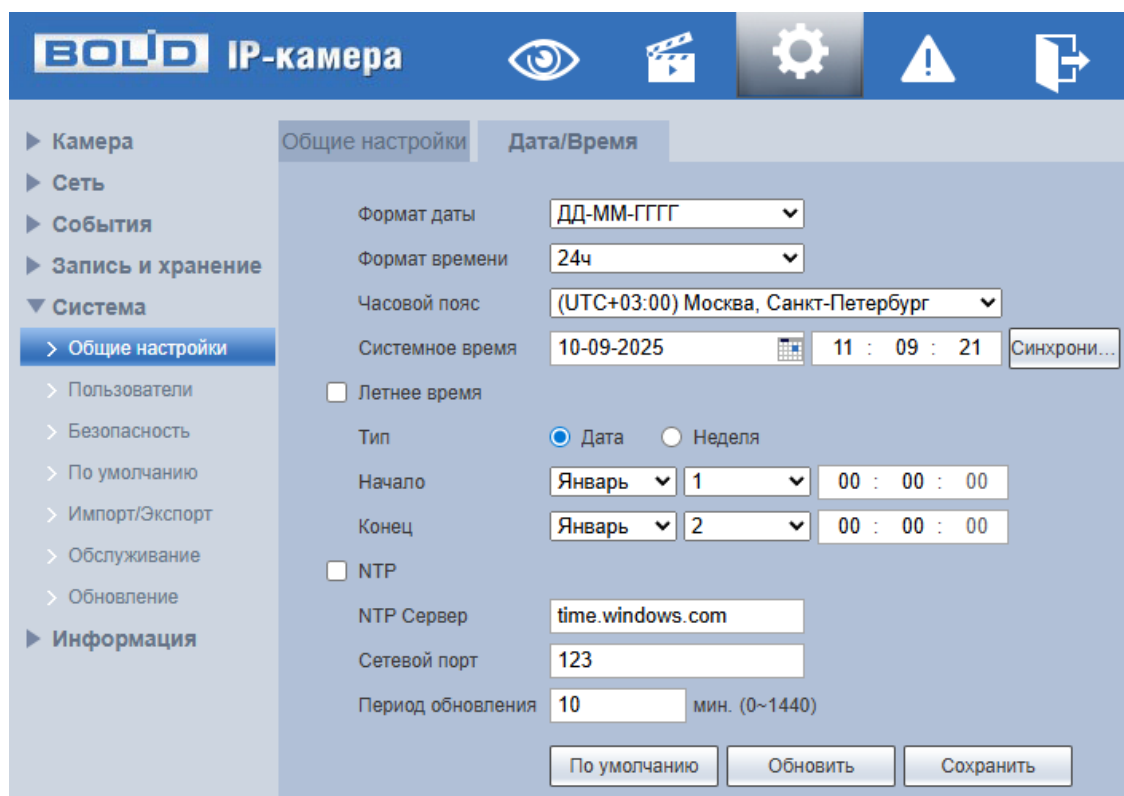 BOLID IP-камера
Камера
Сеть
События
Запись и хранение
Система
Общие настройки
Пользователи
Безопасность
По умолчанию
Импорт/Экспорт
Обслуживание
Обновление
Информация
Общие настройки Дата/Время
Формат даты ДД-ММ-ГГГГ
Формат времени 24ч
Часовой пояс (UTC+03:00) Москва, Санкт-Петербург
Системное время 10-09-2025 11 : 09 : 21 Синхрони...
Летнее время
Тип Дата Неделя
Начало Январь 1 00 : 00 : 00
Конец Январь 2 00 : 00 : 00
NTP
NTP Сервер time.windows.com
Сетевой порт 123
Период обновления 10 мин. (0~1440)
По умолчанию Обновить Сохранить